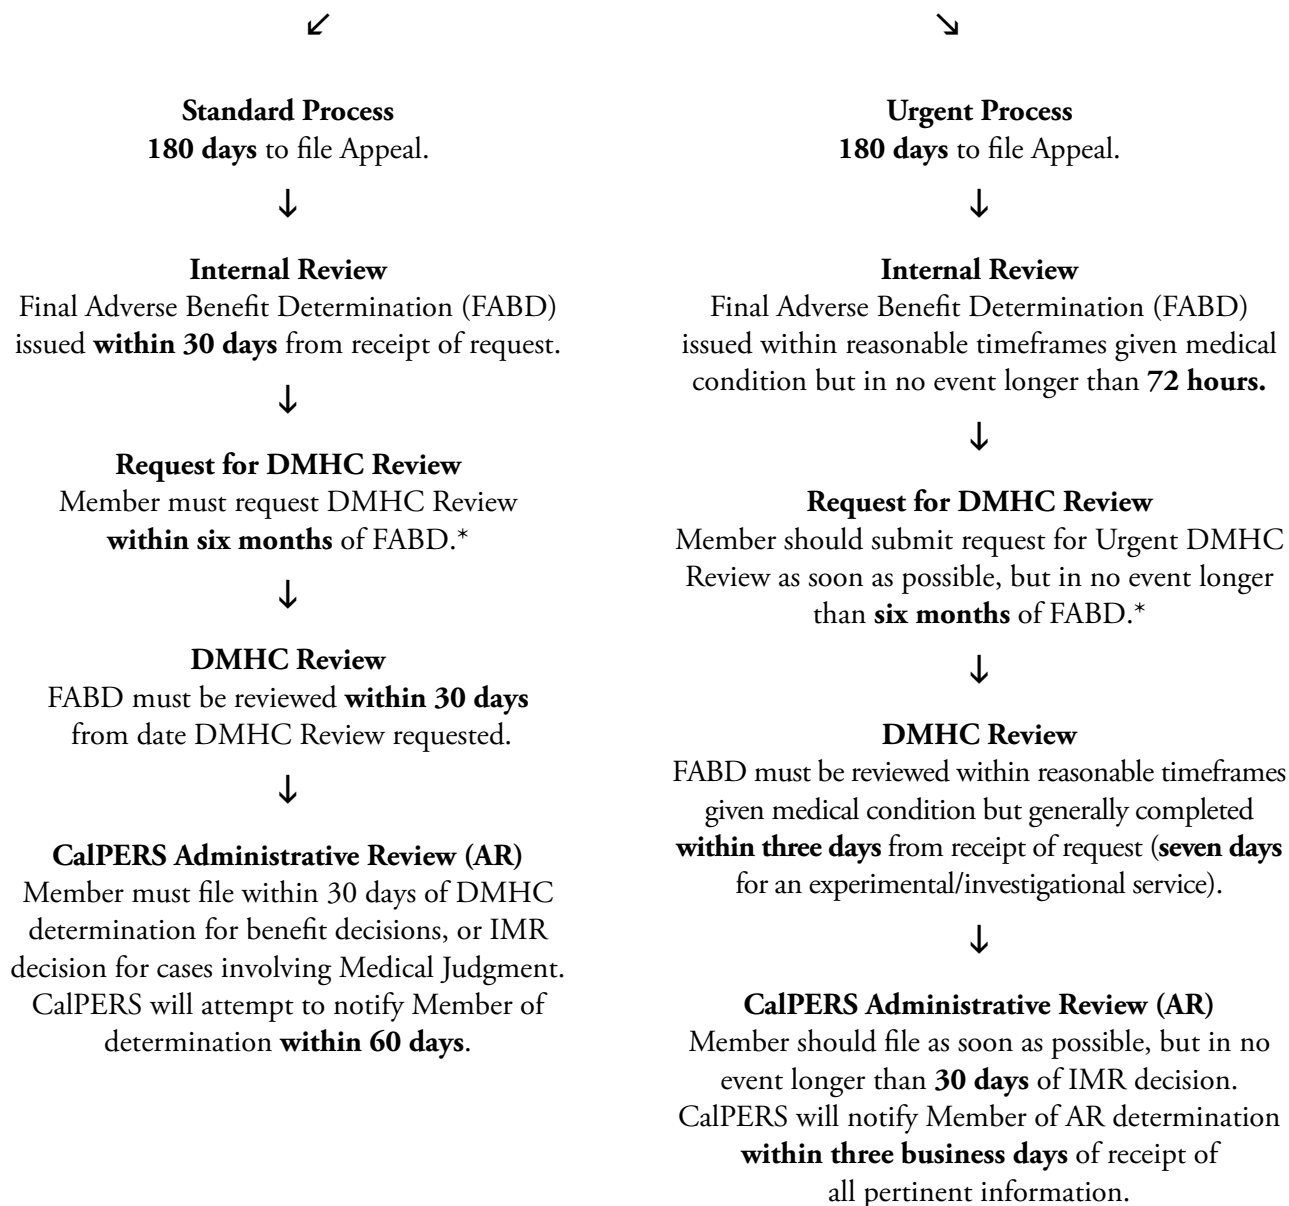 Standard Process
180 days to file Appeal.
↓
Internal Review
Final Adverse Benefit Determination (FABD)
issued within 30 days from receipt of request.
↓
Request for DMHC Review
Member must request DMHC Review
within six months of FABD.*
↓
DMHC Review
FABD must be reviewed within 30 days
from date DMHC Review requested.
↓
CalPERS Administrative Review (AR)
Member must file within 30 days of DMHC
determination for benefit decisions, or IMR
decision for cases involving Medical Judgment.
CalPERS will attempt to notify Member of
determination within 60 days.
Urgent Process
180 days to file Appeal.
↓
Internal Review
Final Adverse Benefit Determination (FABD)
issued within reasonable timeframes given medical
condition but in no event longer than 72 hours.
↓
Request for DMHC Review
Member should submit request for Urgent DMHC
Review as soon as possible, but in no event longer
than six months of FABD.*
↓
DMHC Review
FABD must be reviewed within reasonable timeframes
given medical condition but generally completed
within three days from receipt of request (seven days
for an experimental/investigational service).
↓
CalPERS Administrative Review (AR)
Member should file as soon as possible, but in no
event longer than 30 days of IMR decision.
CalPERS will notify Member of AR determination
within three business days of receipt of
all pertinent information.